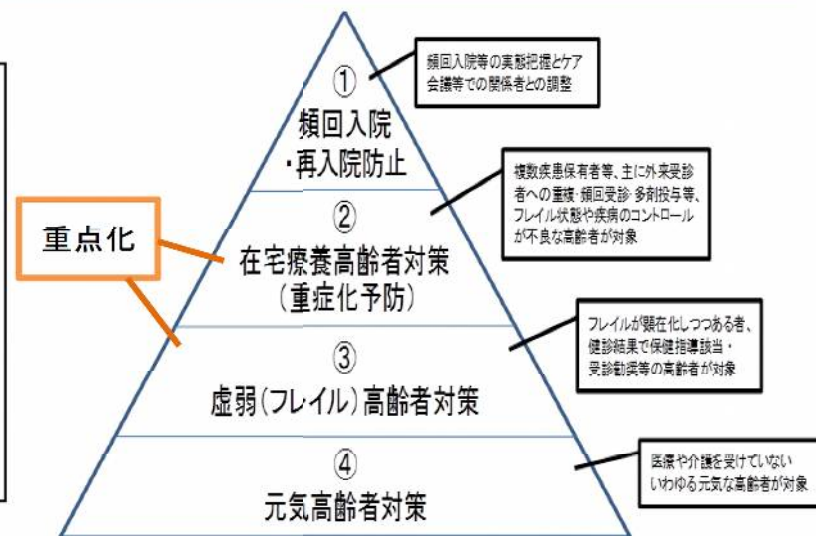 ①
頻回入院
・再入院防止
頻回入院等の実態把握とケア
会議等での関係者との調整
重点化
②
在宅療養高齢者対策
(重症化予防)
複数疾患保有者等、主に外来受診
者への重複・頻回受診・多剤投与等、
フレイル状態や疾病のコントロール
が不良な高齢者が対象
③
虚弱(フレイル)高齢者対策
フレイルが顕在化しつつある者、
健診結果で保健指導該当・
受診勧奨等の高齢者が対象
④
元気高齢者対策
医療や介護を受けていない
いわゆる元気な高齢者が対象